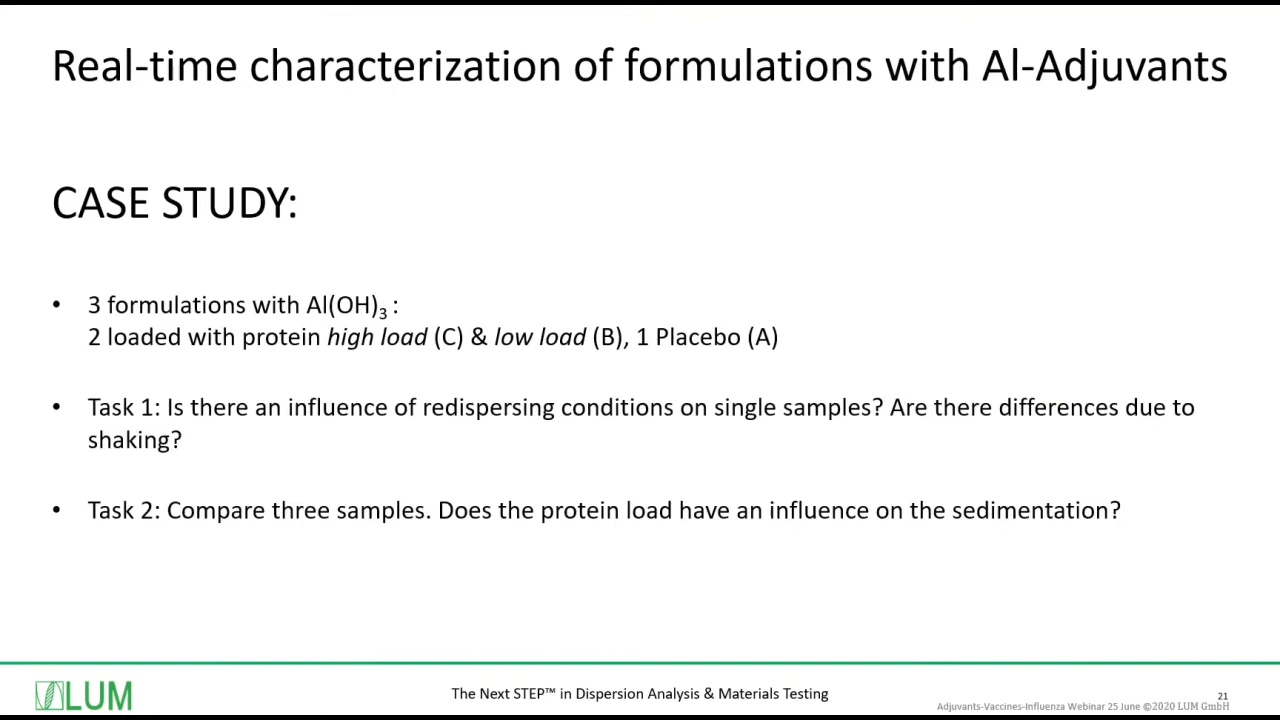 Real-time characterization of formulations with Al-Adjuvants
CASE STUDY:
• 3 formulations with Al(OH)₃ :
2 loaded with protein high load (C) & low load (B), 1 Placebo (A)
• Task 1: Is there an influence of redispersing conditions on single samples? Are there differences due to
shaking?
• Task 2: Compare three samples. Does the protein load have an influence on the sedimentation?
LUM
The Next STEP™ in Dispersion Analysis & Materials Testing
21
Adjuvants-Vaccines-Influenza Webinar 25 June ©2020 LUM GmbH